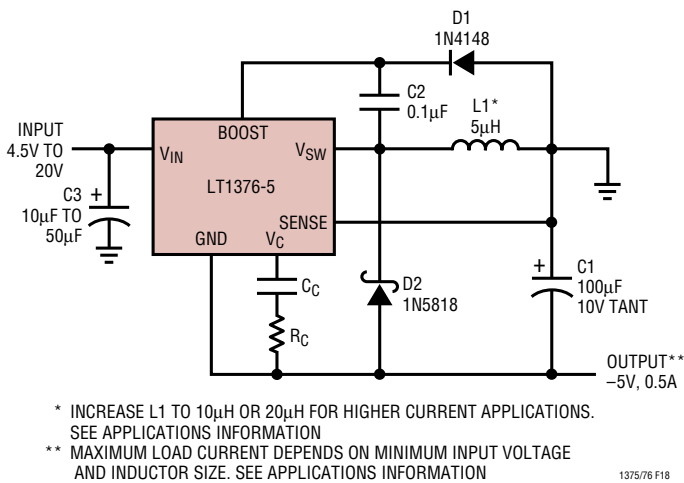 D1
1N4148
C2
0.1μF
L1*
5μH
INPUT
4.5V TO
20V
BOOST
VIN
VSW
LT1376-5
C3
+
10μF TO
50μF
SENSE
GND
VC
CC
RC
D2
1N5818
+
C1
100μF
10V TANT
OUTPUT**
–5V, 0.5A
* INCREASE L1 TO 10μH OR 20μH FOR HIGHER CURRENT APPLICATIONS.
SEE APPLICATIONS INFORMATION
** MAXIMUM LOAD CURRENT DEPENDS ON MINIMUM INPUT VOLTAGE
AND INDUCTOR SIZE. SEE APPLICATIONS INFORMATION
1375/76 F18